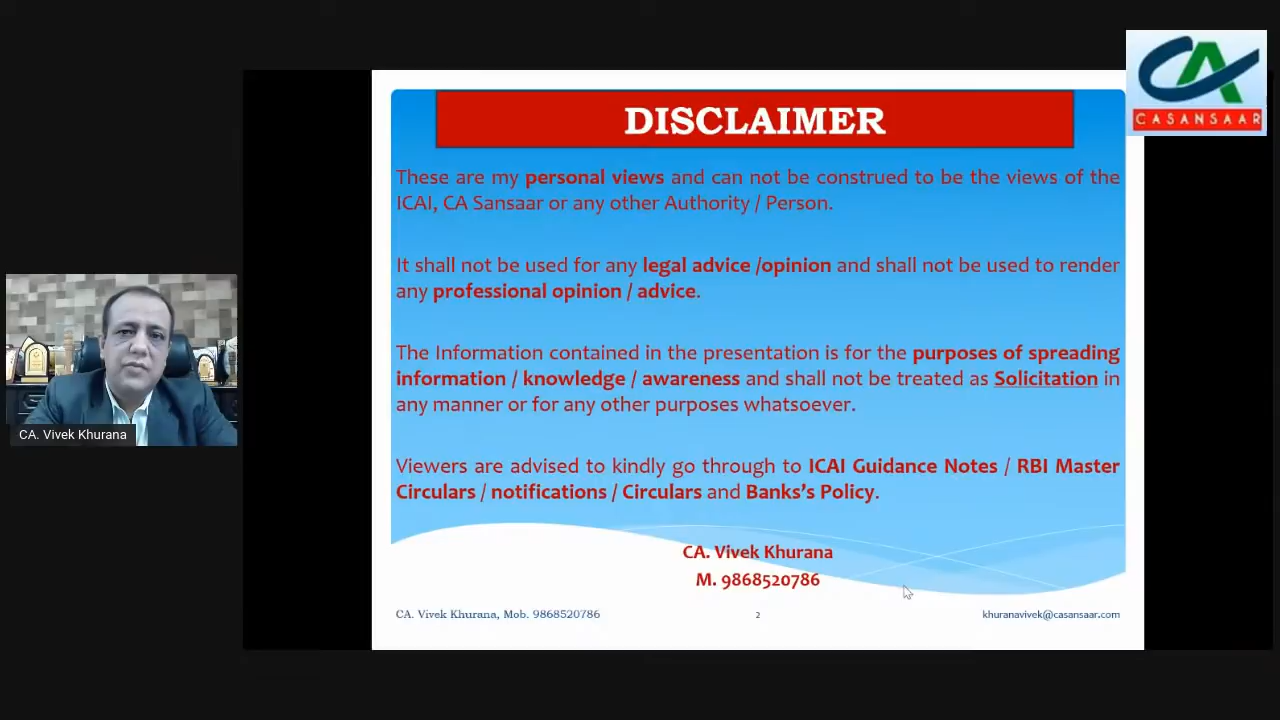 CASANSAAR
DISCLAIMER
These are my personal views and can not be construed to be the views of the
ICAI, CA Sansaar or any other Authority / Person.
It shall not be used for any legal advice /opinion and shall not be used to render
any professional opinion / advice.
The Information contained in the presentation is for the purposes of spreading
information / knowledge / awareness and shall not be treated as Solicitation in
any manner or for any other purposes whatsoever.
Viewers are advised to kindly go through to ICAI Guidance Notes / RBI Master
Circulars / notifications / Circulars and Banks's Policy.
CA. Vivek Khurana
M. 9868520786
CA. Vivek Khurana, Mob. 9868520786
2
khuranavivek@casansaar.com
CA. Vivek Khurana